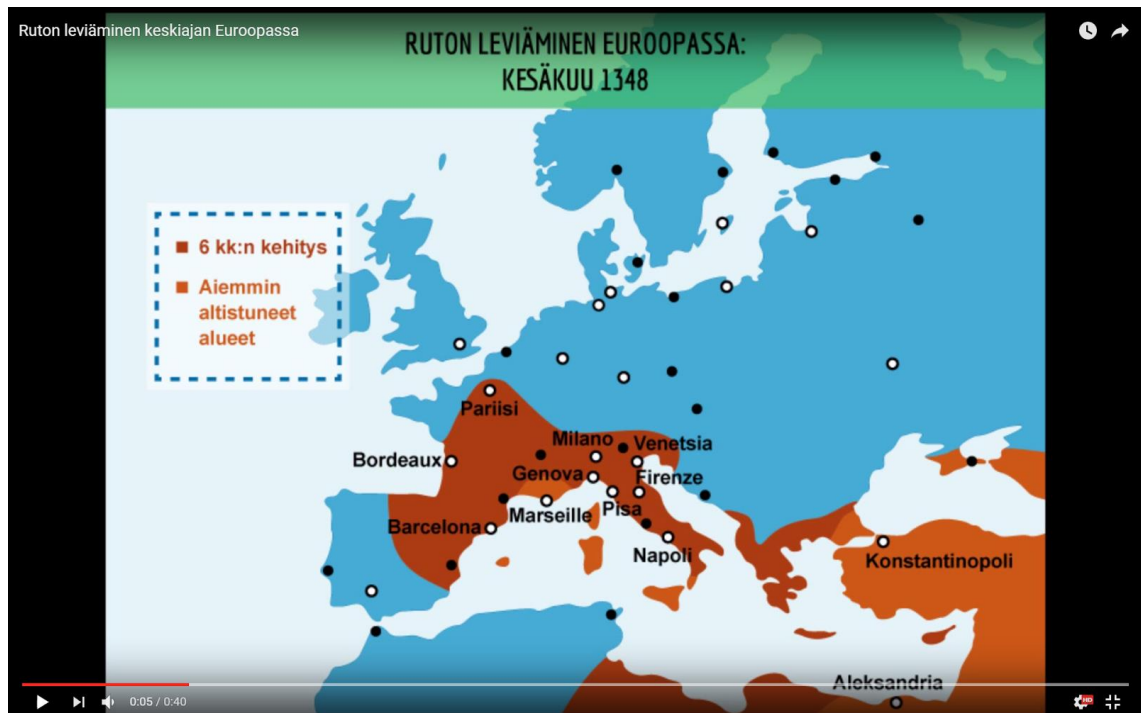 Ruton leviäminen keskiajan Euroopassa
RUTON LEVIÄMINEN EUROOPASSA:
KESÄKUU 1348
6 kk:n kehitys
Aiemmin
altistuneet
alueet
Pariisi
Milano
Venetsia
Bordeaux
Genova
Firenze
Marseille
Pisa
Barcelona
Napoli
Konstantinopoli
Aleksandria
0:05 / 0:40
HD